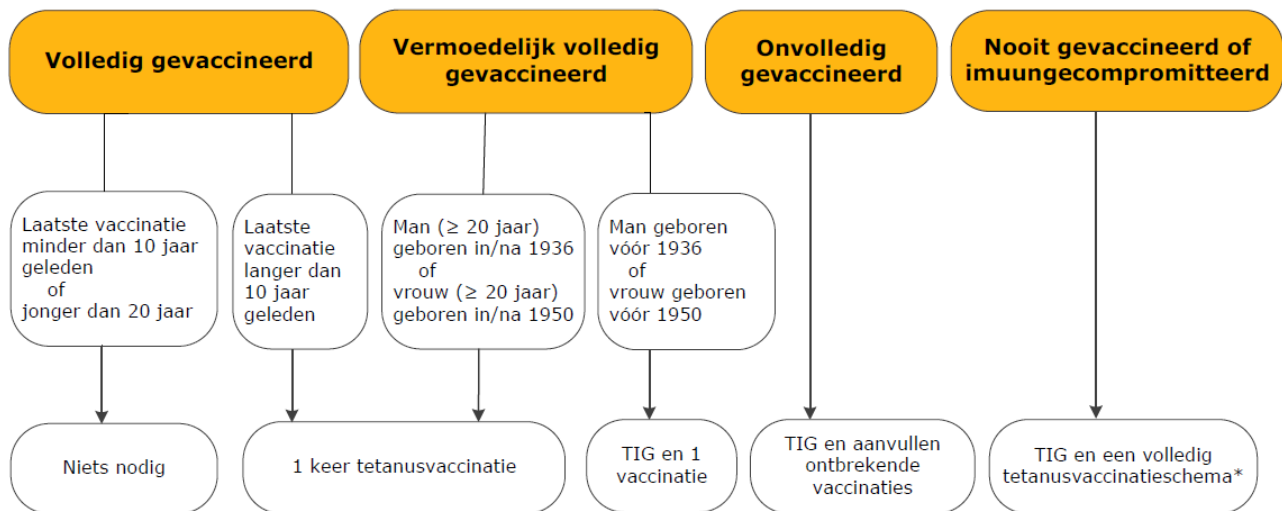 Volledig gevaccineerd
Vermoedelijk volledig
gevaccineerd
Onvolledig
gevaccineerd
Nooit gevaccineerd of
imuungecompromitteerd
Laatste vaccinatie
minder dan 10 jaar
geleden
of
jonger dan 20 jaar
Laatste
vaccinatie
langer dan
10 jaar
geleden
Man (≥ 20 jaar)
geboren in/na 1936
of
vrouw (≥ 20 jaar)
geboren in/na 1950
Man geboren
vóór 1936
of
vrouw geboren
vóór 1950
Niets nodig
1 keer tetanusvaccinatie
TIG en 1
vaccinatie
TIG en aanvullen
ontbrekende
vaccinaties
TIG en een volledig
tetanusvaccinatieschema*